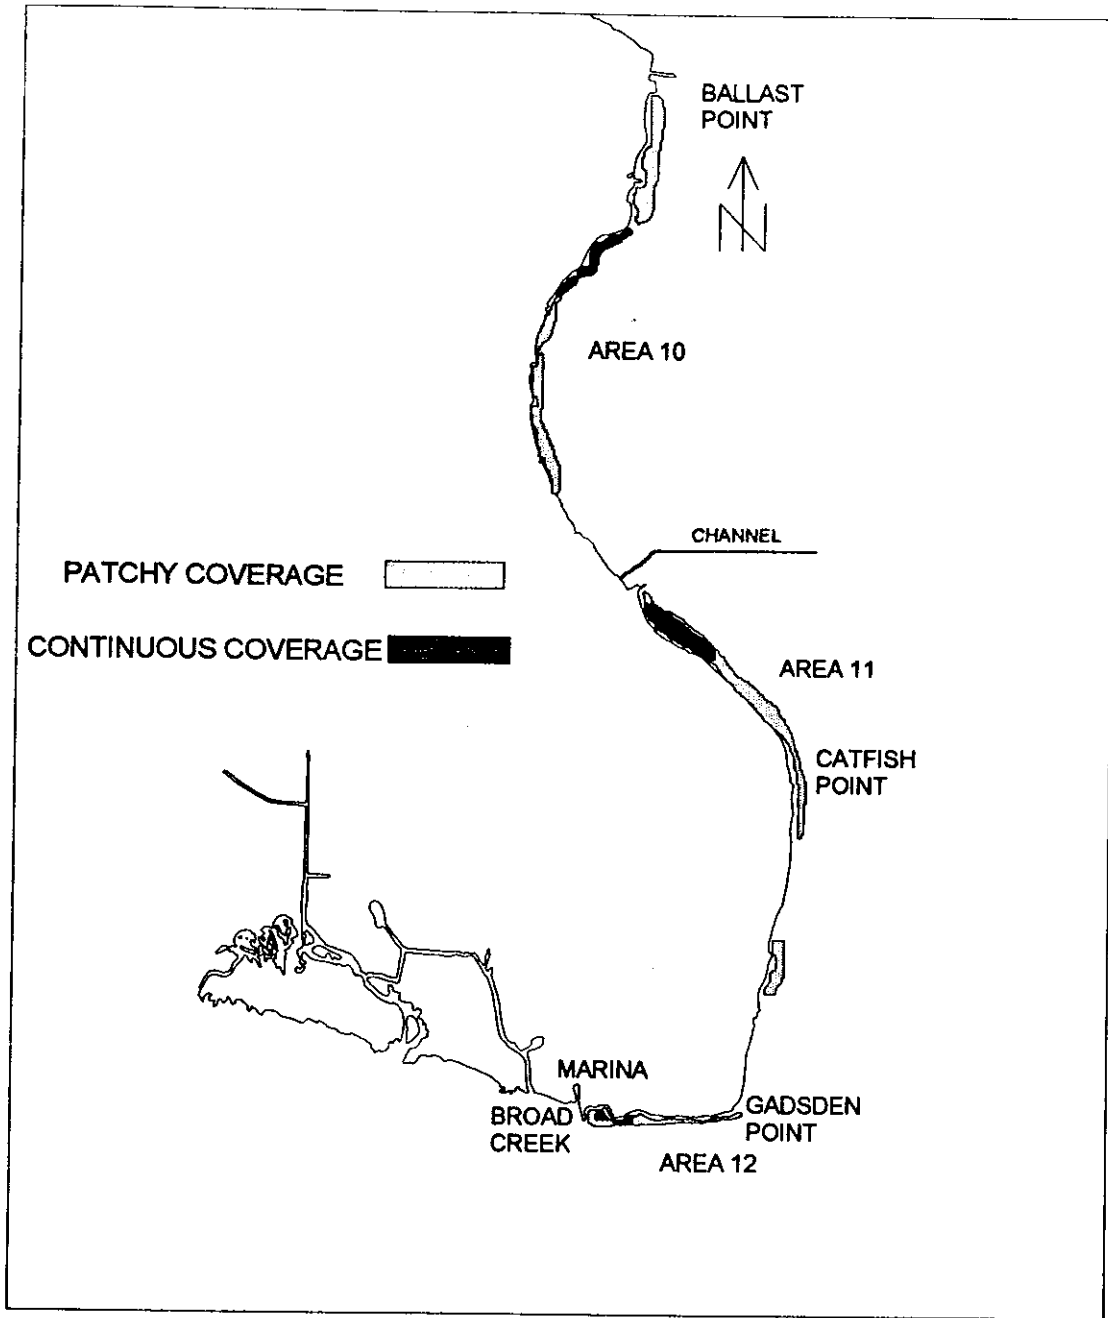 BALLAST
POINT
N
AREA 10
CHANNEL
PATCHY COVERAGE
CONTINUOUS COVERAGE
AREA 11
CATFISH
POINT
MARINA
BROAD
CREEK
GADSDEN
POINT
AREA 12